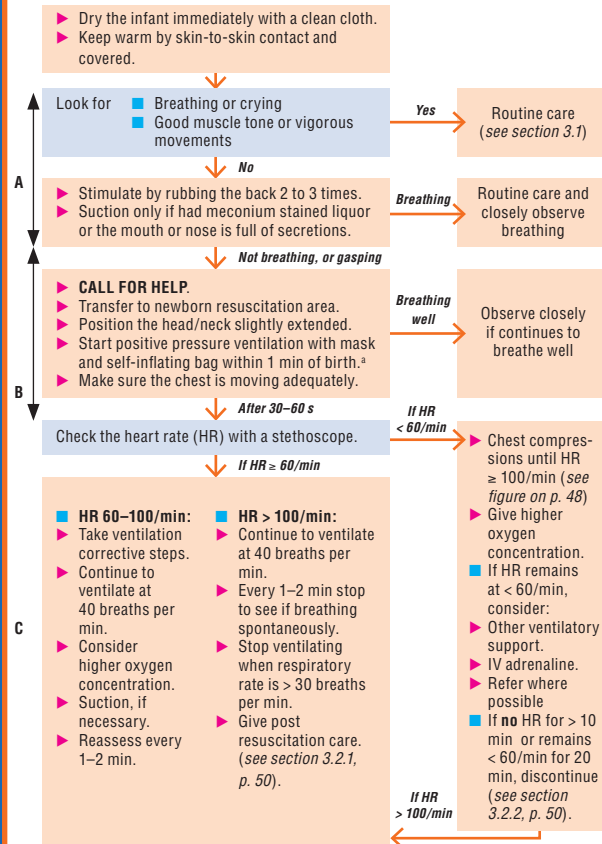 Dry the infant immediately with a clean cloth.
Keep warm by skin-to-skin contact and
covered.
Look for
Breathing or crying
Good muscle tone or vigorous
movements
Yes
Routine care
(see section 3.1)
No
A
Stimulate by rubbing the back 2 to 3 times.
Suction only if had meconium stained liquor
or the mouth or nose is full of secretions.
Breathing
Routine care and
closely observe
breathing
Not breathing, or gasping
CALL FOR HELP.
Transfer to newborn resuscitation area.
Position the head/neck slightly extended.
Start positive pressure ventilation with mask
and self-inflating bag within 1 min of birth.a
Make sure the chest is moving adequately.
Breathing
well
Observe closely
if continues to
breathe well
B
After 30–60 s
Check the heart rate (HR) with a stethoscope.
If HR
< 60/min
If HR ≥ 60/min
C
HR 60–100/min:
Take ventilation
corrective steps.
Continue to
ventilate at
40 breaths per
min.
Consider
higher oxygen
concentration.
Suction, if
necessary.
Reassess every
1–2 min.
HR > 100/min:
Continue to ventilate
at 40 breaths per
min.
Every 1–2 min stop
to see if breathing
spontaneously.
Stop ventilating
when respiratory
rate is > 30 breaths
per min.
Give post
resuscitation care.
(see section 3.2.1,
p. 50).
Chest compres-
sions until HR
≥ 100/min (see
figure on p. 48)
Give higher
oxygen
concentration.
If HR remains
at < 60/min,
consider:
Other ventilatory
support.
IV adrenaline.
Refer where
possible
If no HR for > 10
min or remains
< 60/min for 20
min, discontinue
(see section
3.2.2, p. 50).
If HR
> 100/min